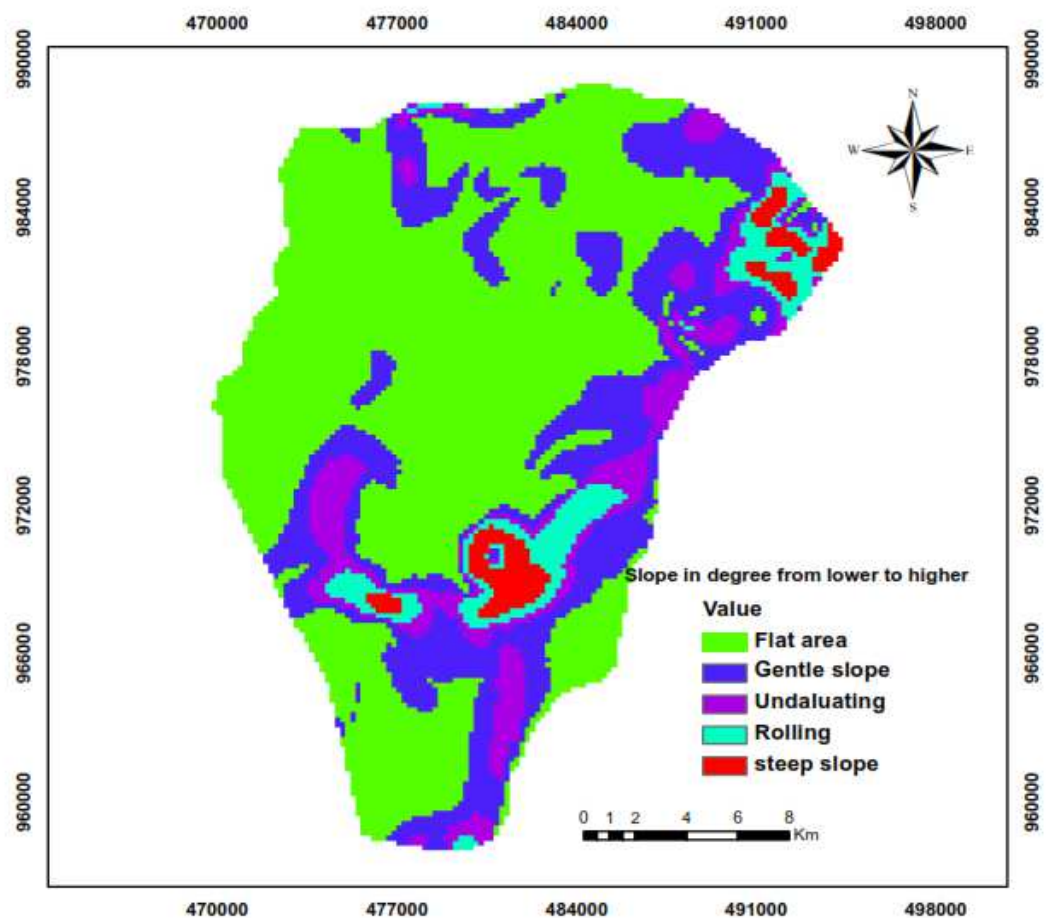 470000 477000 484000 491000 498000
990000 990000
N
W E
S
984000 984000
978000 978000
972000 972000
Slope in degree from lower to higher
Value
Flat area
Gentle slope
966000 966000
Undaluating
Rolling
steep slope
960000 960000
0 1 2 4 6 8
Km
470000 477000 484000 491000 498000